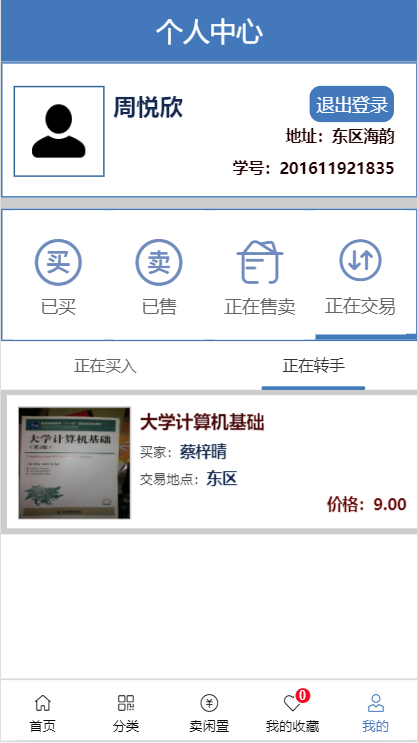 个人中心
周悦欣
退出登录
地址：东区海韵
学号：201611921835
买
卖
已买
已售
正在售卖
正在交易
正在买入
正在转手
大学计算机基础
大学计算机基础
买家：蔡梓晴
交易地点：东区
价格：9.00
0
首页
分类
卖闲置
我的收藏
我的